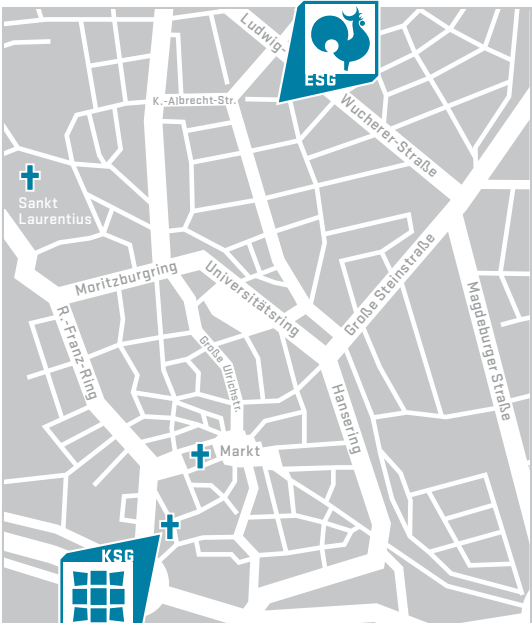 Ludwig-
ESG
K.-Albrecht-Str.
Wucherer-Straße
Sankt
Laurentius
Moritzburgring
Universitätsring
Große Steinstraße
R.-Franz-Ring
Große Ulrichstr.
Magdeburger Straße
Hansering
Markt
KSG